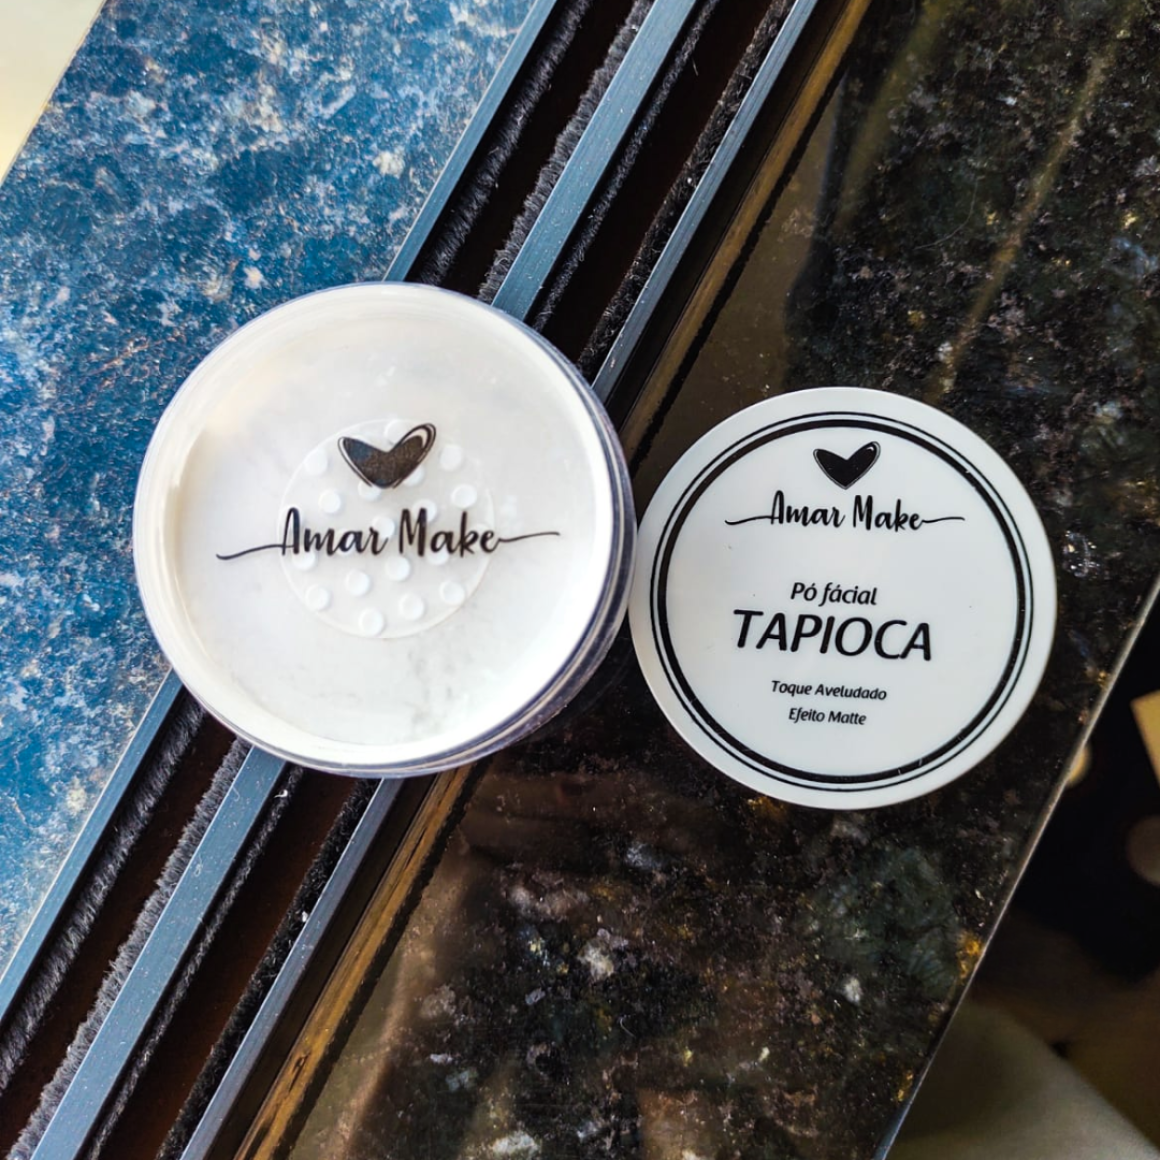 Amar Make
Amar Make
Pó fácial
TAPIOCA
Toque Aveludado
Efeito Matte